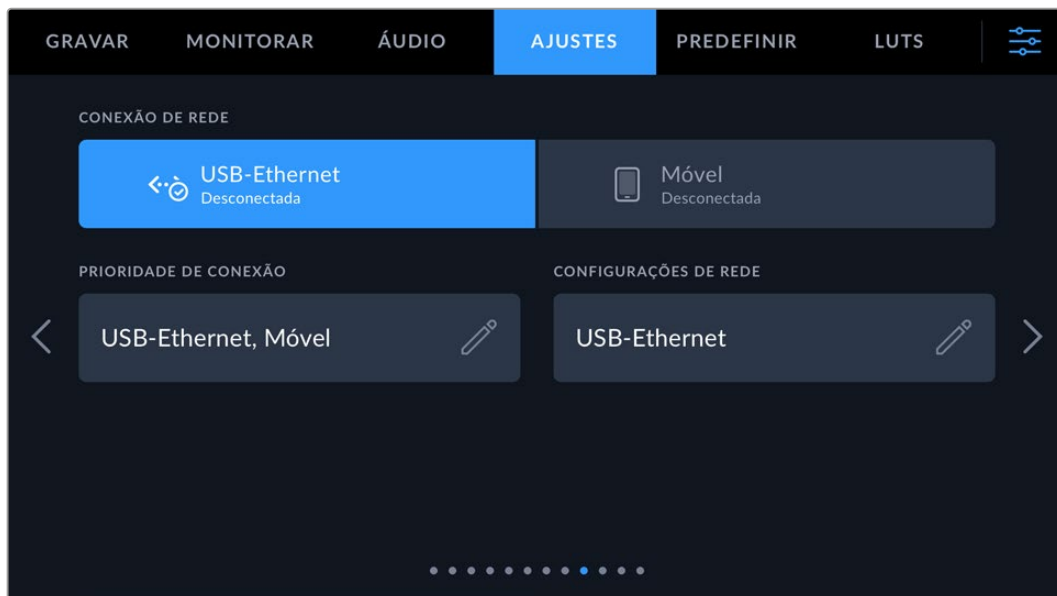 GRAVAR MONITORAR ÁUDIO AJUSTES PREDEFINIR LUTS
CONEXÃO DE REDE
USB-Ethernet
Desconectada
Móvel
Desconectada
PRIORIDADE DE CONEXÃO
USB-Ethernet, Móvel
CONFIGURAÇÕES DE REDE
USB-Ethernet